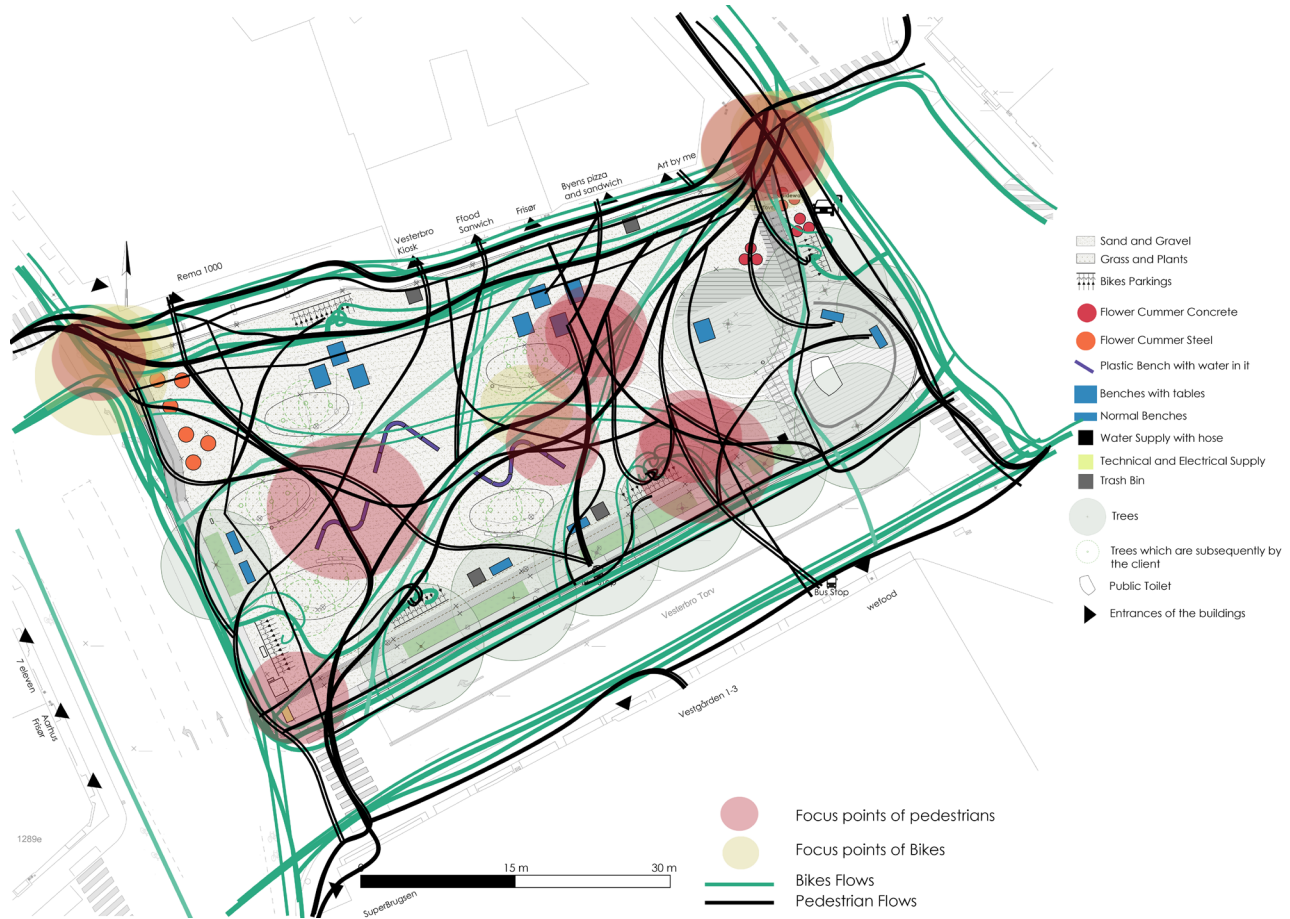 Art by me
Byens pizza
and sandwich
Frisør
Ffood
Sanwich
Vesterbro
Kiosk
Rema 1000
Sand and Gravel
Grass and Plants
Bikes Parkings
Flower Cummer Concrete
Flower Cummer Steel
Plastic Bench with water in it
Benches with tables
Normal Benches
Water Supply with hose
Technical and Electrical Supply
Trash Bin
Trees
Trees which are subsequently by
the client
Public Toilet
Entrances of the buildings
Bus Stop
wefood
Vesterbro Torv
Vestgården 1-3
7 eleven
Aarhus
Frisør
1289e
SuperBrugsen
15 m
30 m
Focus points of pedestrians
Focus points of Bikes
Bikes Flows
Pedestrian Flows